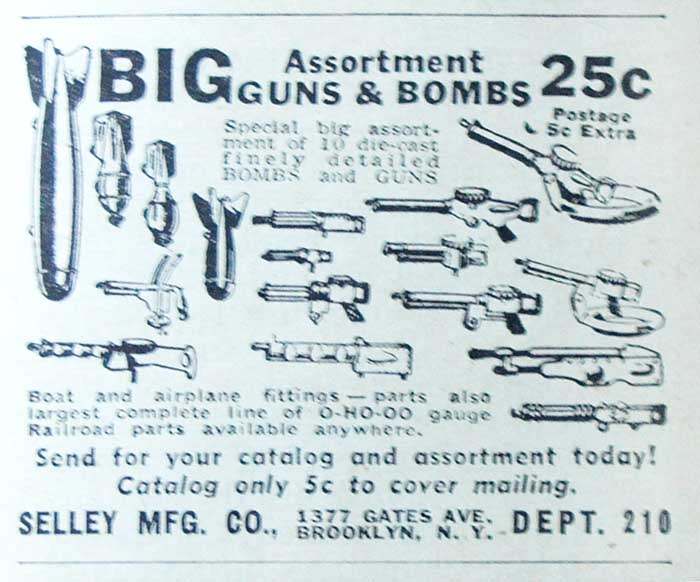 BIG Assortment 25c
GUNS & BOMBS
Postage
5c Extra
Special big assort-
ment of 10 die-cast
finely detailed
BOMBS and GUNS
Boat and airplane fittings — parts also
largest complete line of O-HO-OO gauge
Railroad parts available anywhere.
Send for your catalog and assortment today!
Catalog only 5c to cover mailing.
SELLEY MFG. CO., 1377 GATES AVE. DEPT. 210
BROOKLYN, N. Y.